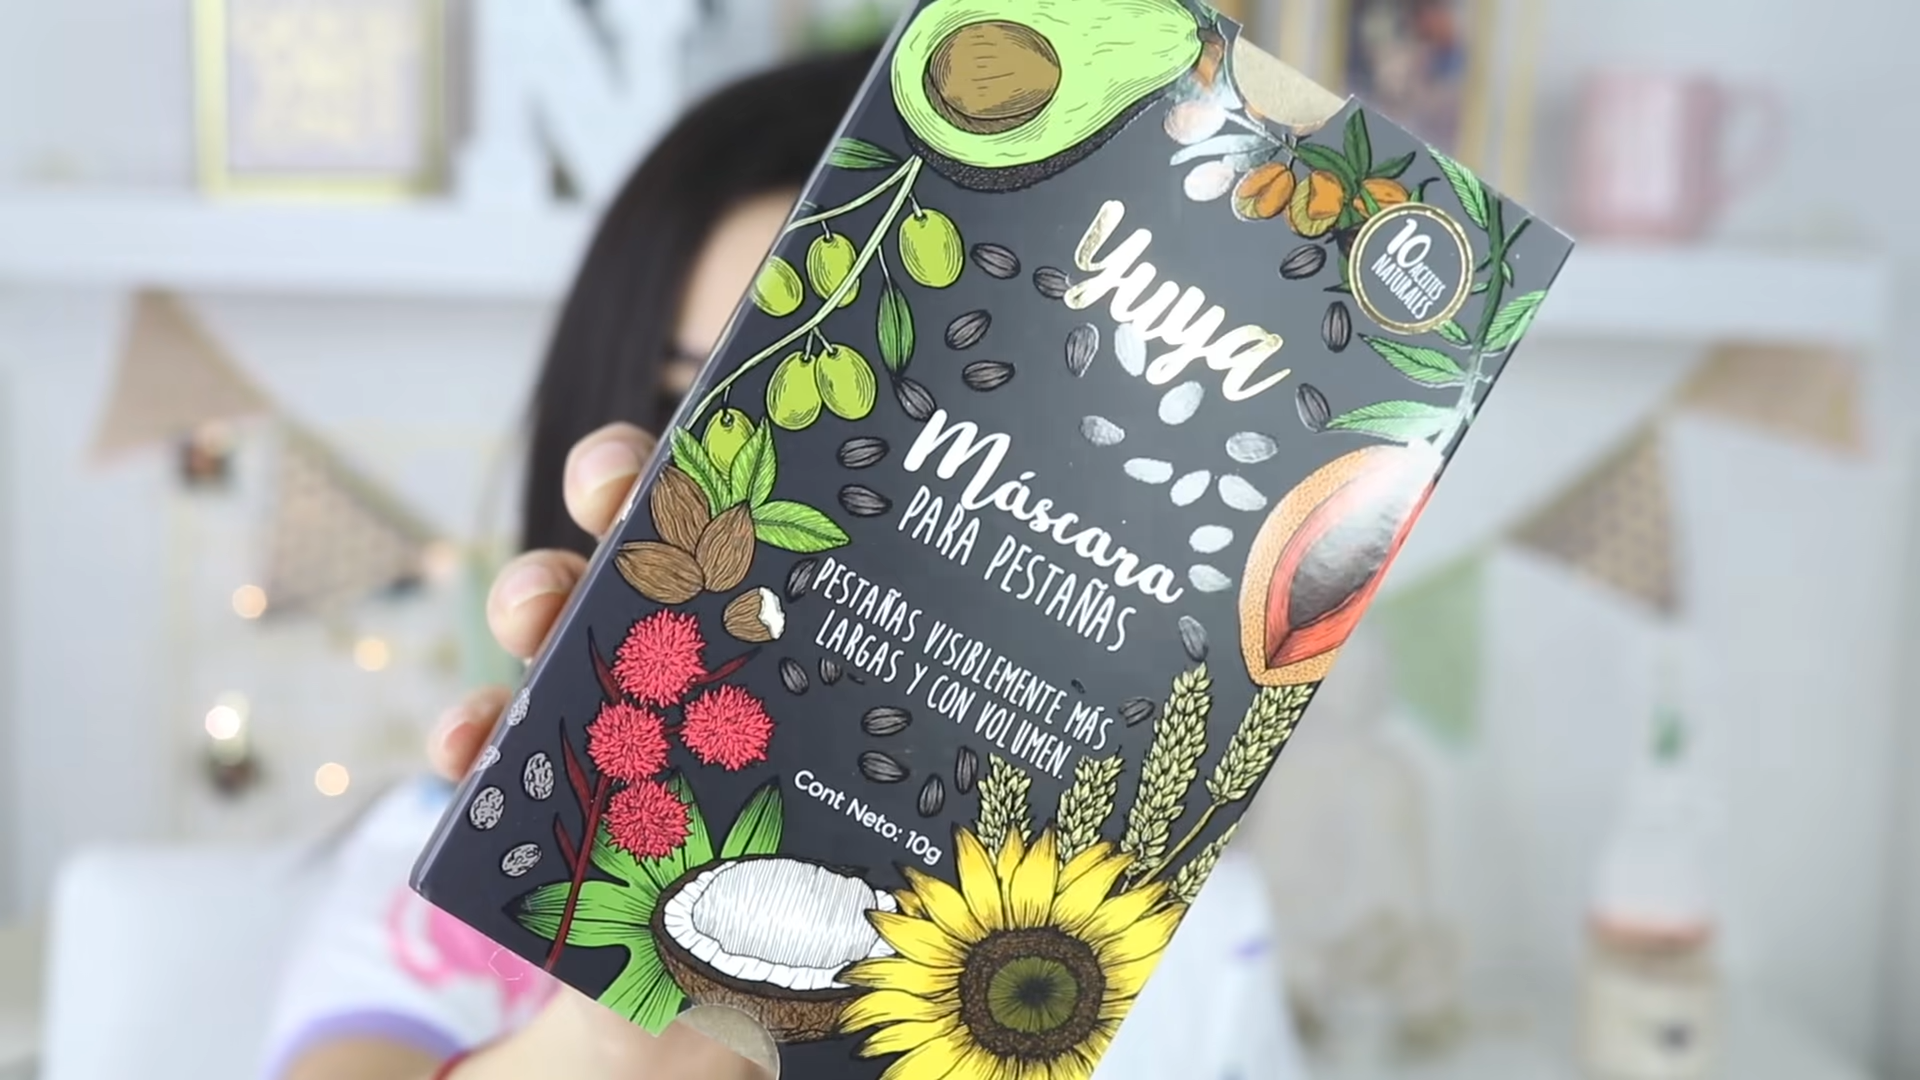 Yuya
10 ACEITES
NATURALES
Máscara
PARA PESTAÑAS
PESTAÑAS VISIBLEMENTE MÁS
LARGAS Y CON VOLUMEN.
Cont Neto: 10g